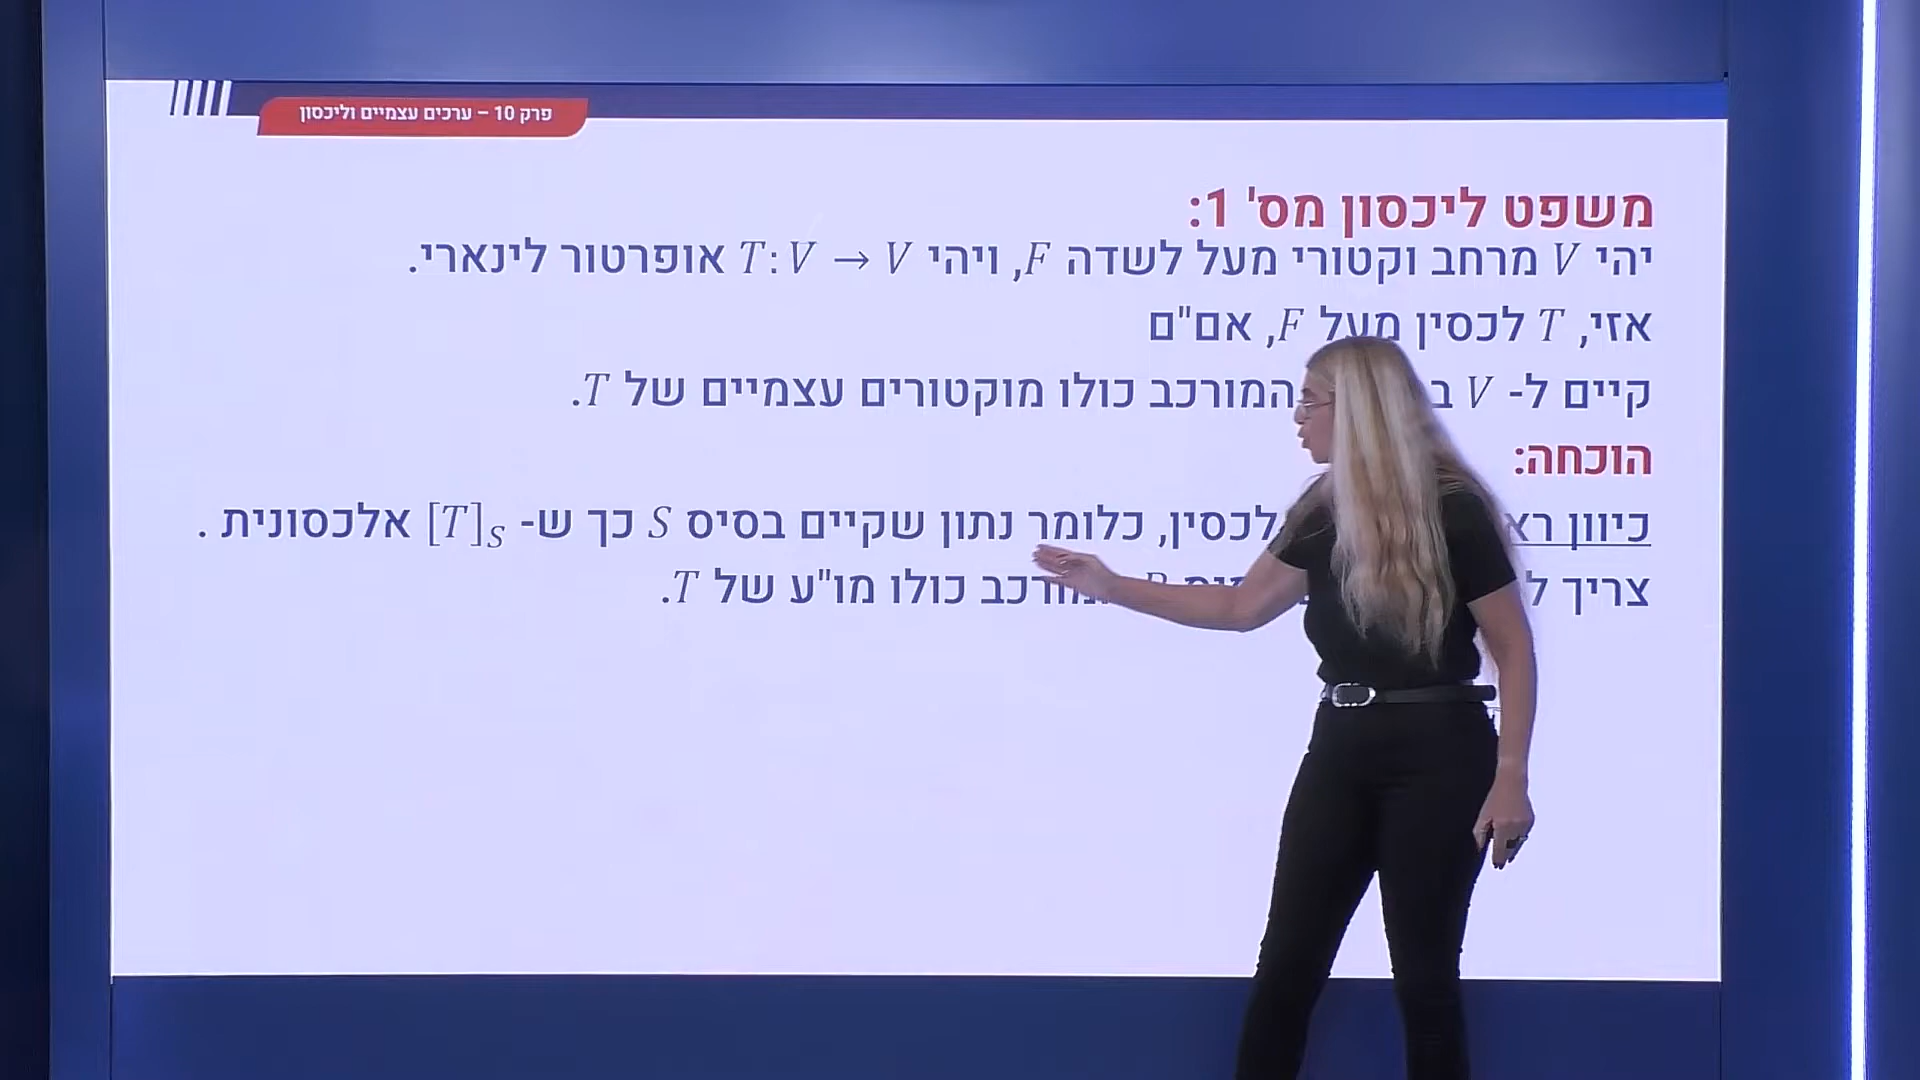 פרק 10 – ערכים עצמיים וליכסון
משפט ליכסון מס' 1:
יהי V מרחב וקטורי מעל לשדה F, ויהי T: V → V אופרטור לינארי.
אזי, T לכסין מעל F, אם"ם
קיים ל- V המורכב כולו מוקטורים עצמיים של T.
הוכחה:
כיוון לכסין, כלומר נתון שקיים בסיס S כך ש- [T]S אלכסונית .
צריך המורכב כולו מו"ע של T.